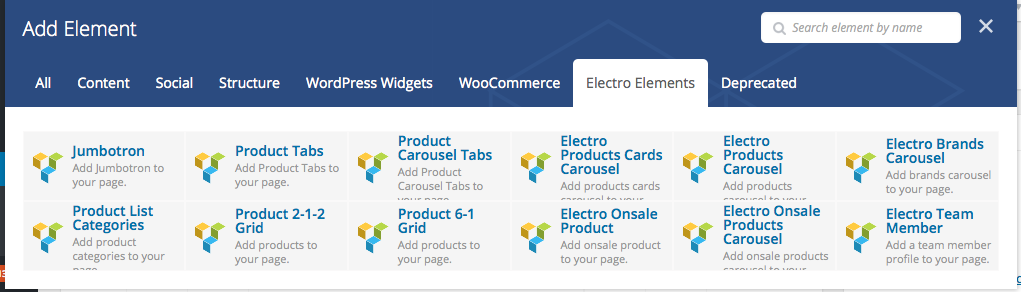 Add Element
Search element by name
All Content Social Structure WordPress Widgets WooCommerce Electro Elements Deprecated
Jumbotron
Add Jumbotron to
your page.
Product Tabs
Add Product Tabs to
your page.
Product
Carousel Tabs
Add Product
Carousel Tabs to
your page.
Electro
Products Cards
Carousel
Add products cards
carousel to your
Electro
Products
Carousel
Add products
carousel to your
Electro Brands
Carousel
Add brands carousel
to your page.
Product List
Categories
Add product
categories to your
page.
Product 2-1-2
Grid
Add products to
your page.
Product 6-1
Grid
Add products to
your page.
Electro Onsale
Product
Add onsale product
to your page.
Electro Onsale
Products
Carousel
Add onsale products
carousel to your
Electro Team
Member
Add a team member
profile to your page.